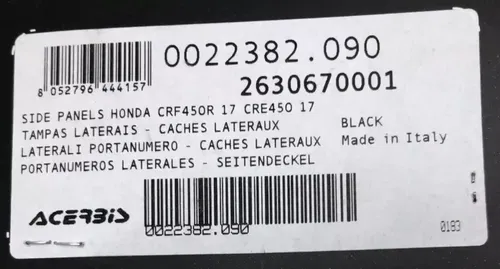 0022382.090
8 052796 444157
2630670001
SIDE PANELS HONDA CRF450R 17 CRE450 17
TAMPAS LATERAIS - CACHES LATERAUX
BLACK
LATERALI PORTANUMERO - CACHES LATERAUX
Made in Italy
PORTANUMEROS LATERALES - SEITENDECKEL
ACERBIS
0022382.090
0183